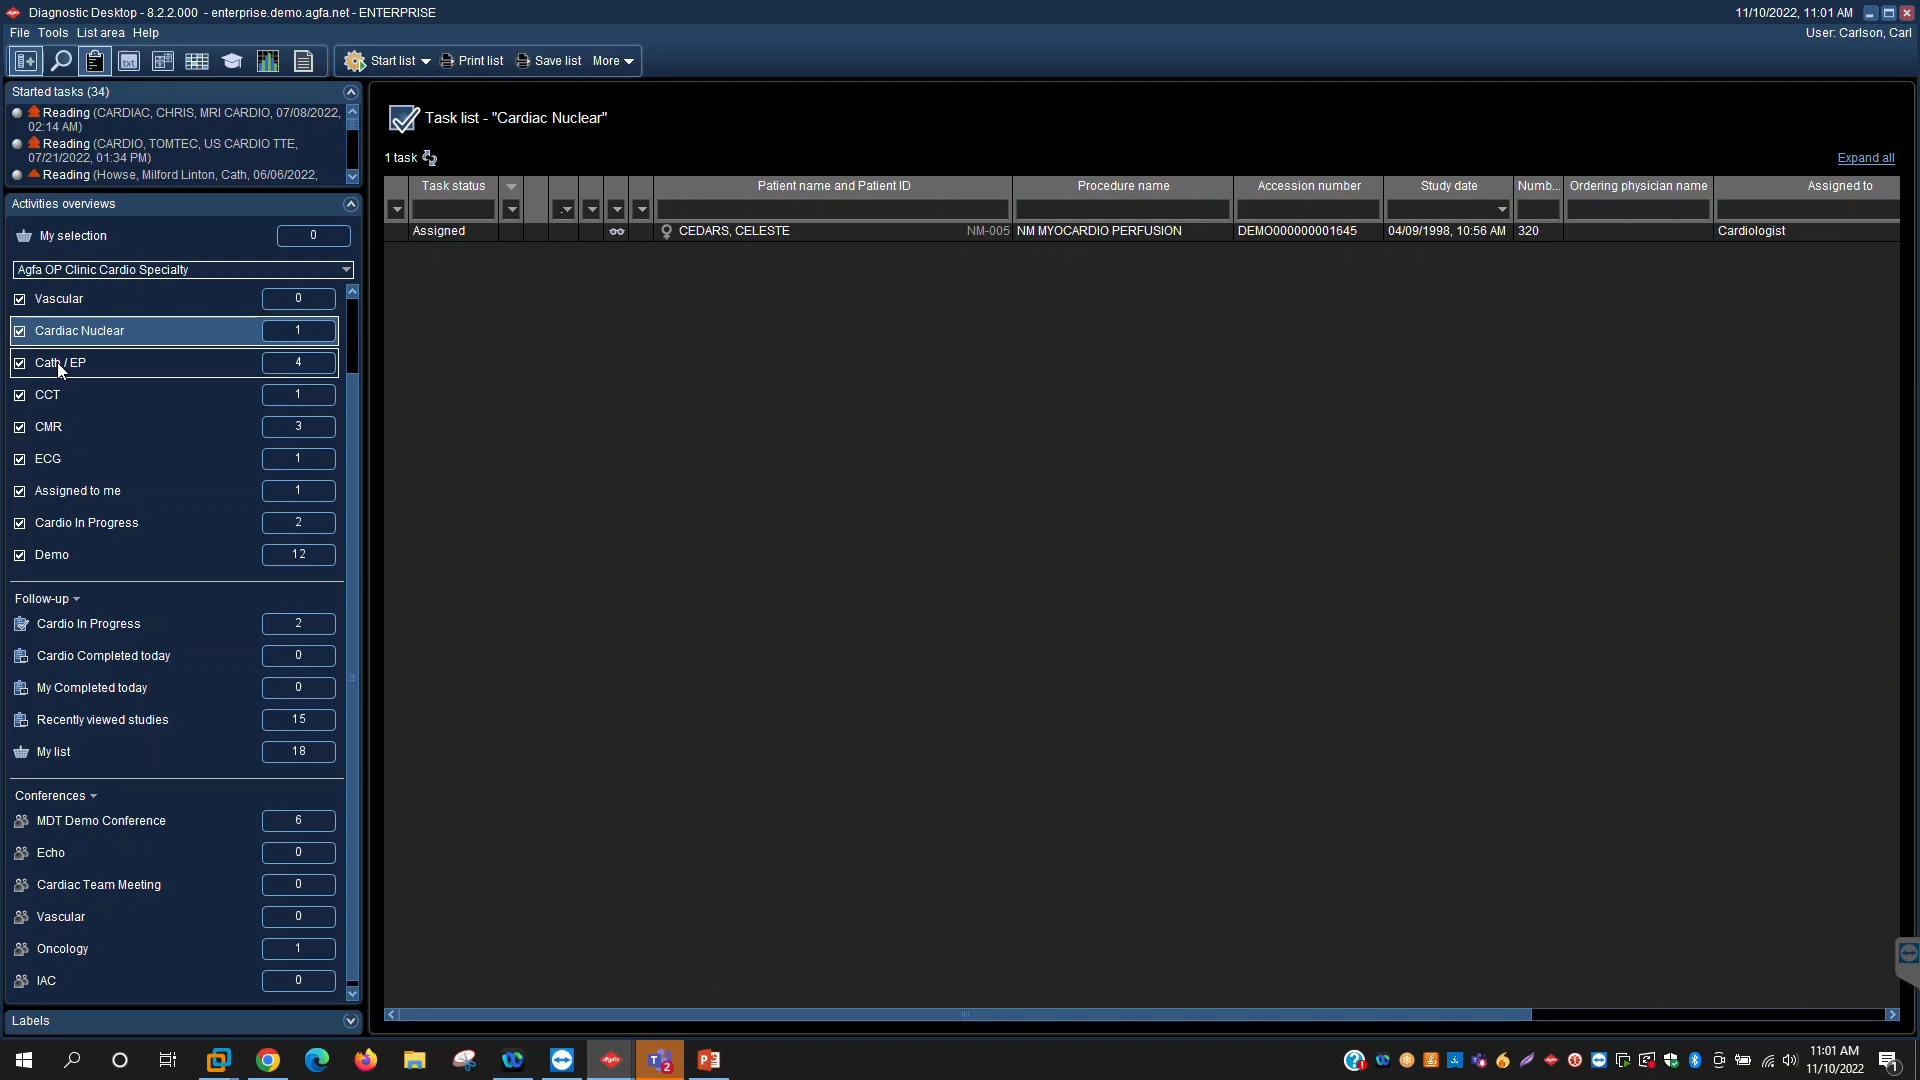 Diagnostic Desktop - 8.2.2.000 - enterprise.demo.agfa.net - ENTERPRISE
11/10/2022, 11:01 AM
File Tools List area Help
User: Carlson, Carl
Start list Print list Save list More
Started tasks (34)
Reading (CARDIAC, CHRIS, MRI CARDIO, 07/08/2022,
02:14 AM)
Reading (CARDIO, TOMTEC, US CARDIO TTE,
07/21/2022, 01:34 PM)
Reading (Howse, Milford Linton, Cath, 06/06/2022,
Activities overviews
My selection 0
Agfa OP Clinic Cardio Specialty
Vascular 0
Cardiac Nuclear 1
Cath / EP 4
CCT 1
CMR 3
ECG 1
Assigned to me 1
Cardio In Progress 2
Demo 12
Follow-up
Cardio In Progress 2
Cardio Completed today 0
My Completed today 0
Recently viewed studies 15
My list 18
Conferences
MDT Demo Conference 6
Echo 0
Cardiac Team Meeting 0
Vascular 0
Oncology 1
IAC 0
Labels
Task list - "Cardiac Nuclear"
1 task
Expand all
Task status Patient name and Patient ID Procedure name Accession number Study date Numb... Ordering physician name Assigned to
Assigned CEDARS, CELESTE NM-005 NM MYOCARDIO PERFUSION DEMO000000001645 04/09/1998, 10:56 AM 320 Cardiologist
11:01 AM
11/10/2022